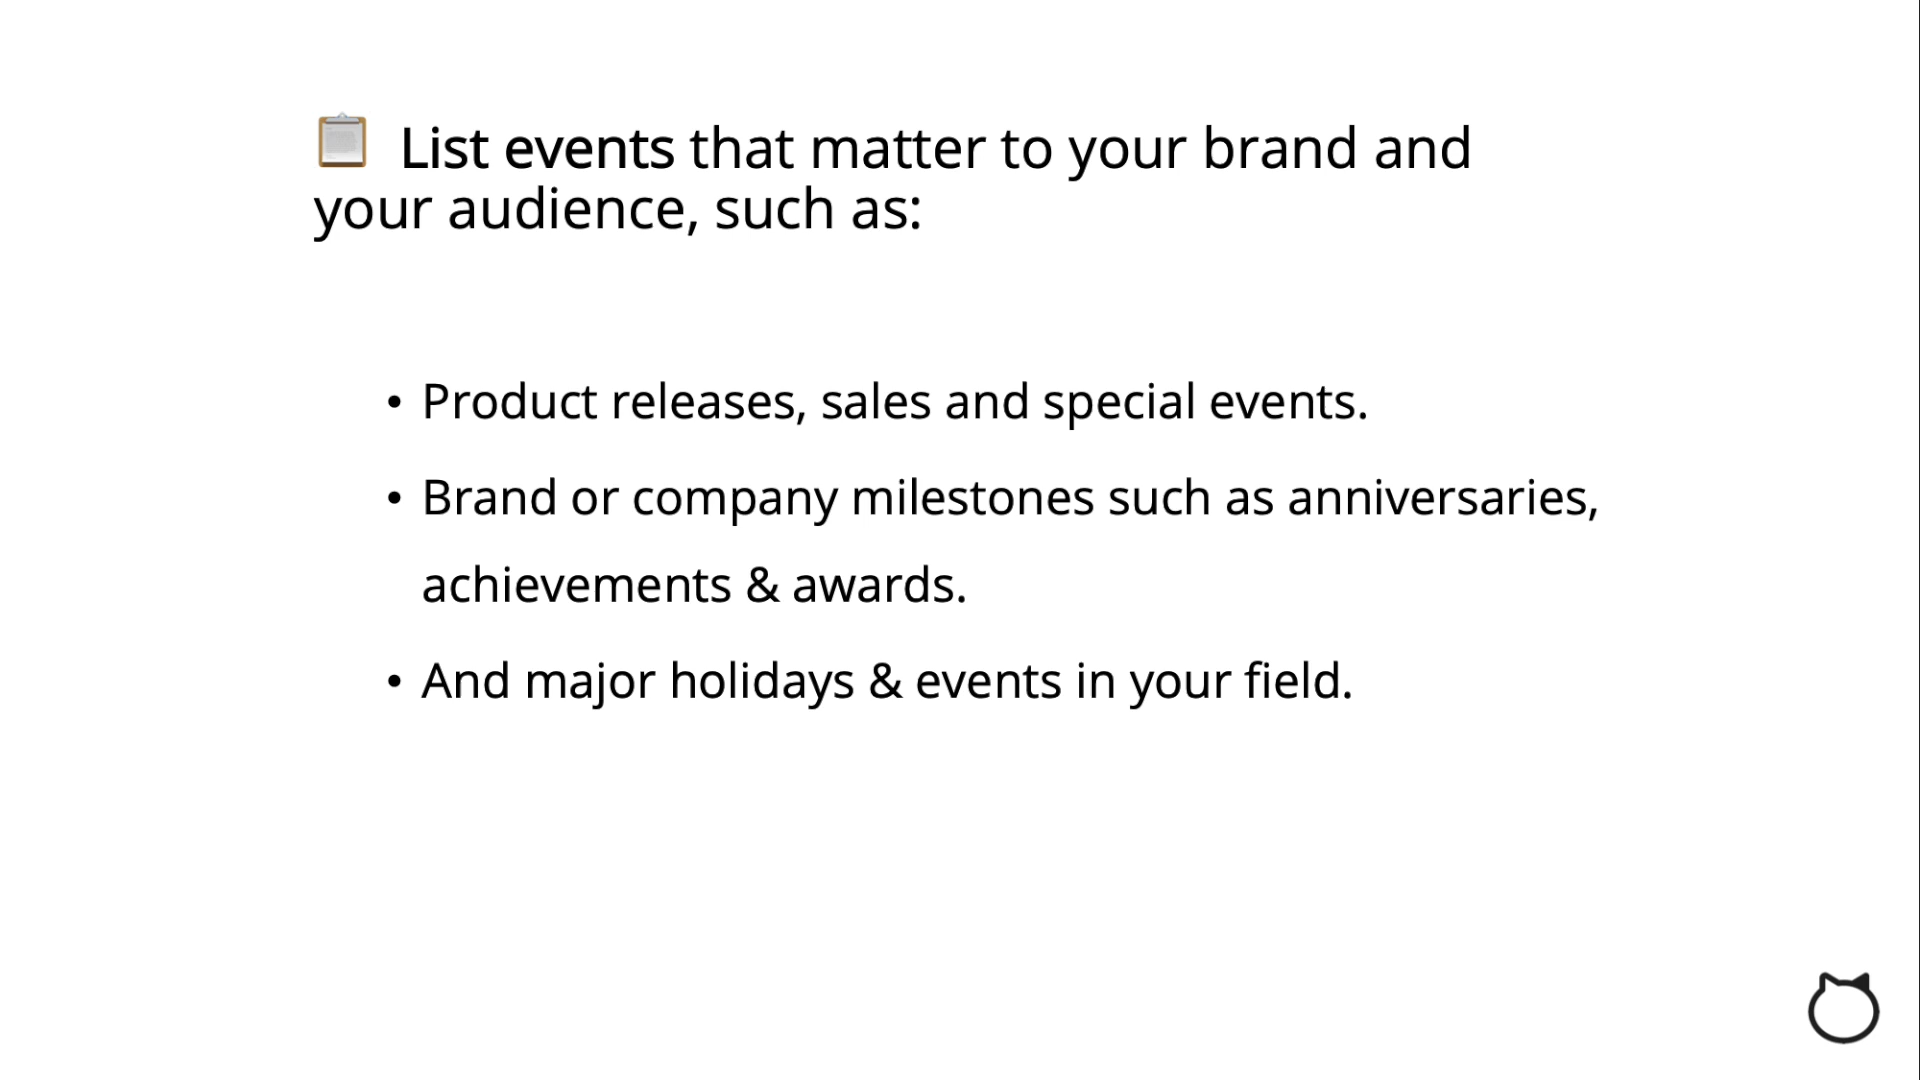 📋 List events that matter to your brand and
your audience, such as:
• Product releases, sales and special events.
• Brand or company milestones such as anniversaries,
achievements & awards.
• And major holidays & events in your field.